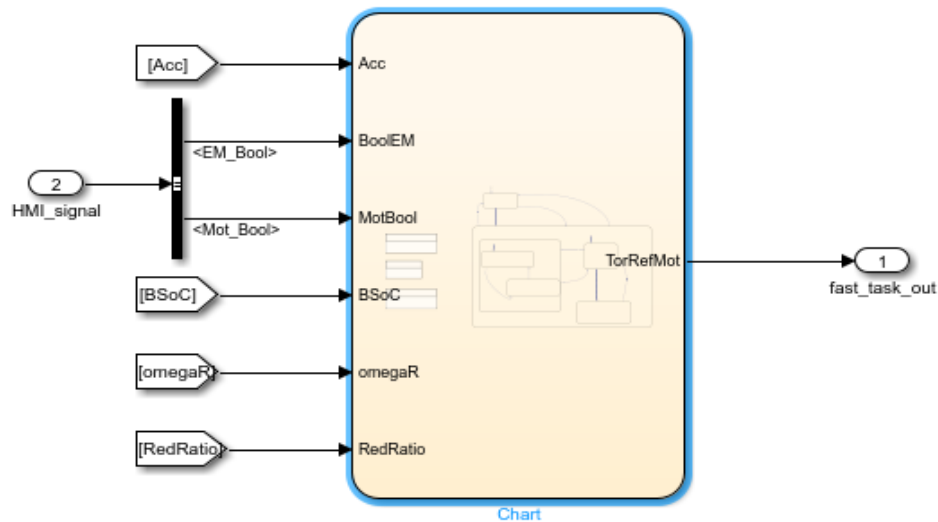 [Acc]
Acc
BoolEM
<EM_Bool>
2
HMI_signal
MotBool
<Mot_Bool>
TorRefMot
1
fast_task_out
[BSoC]
BSoC
[omegaR]
omegaR
[RedRatio]
RedRatio
Chart